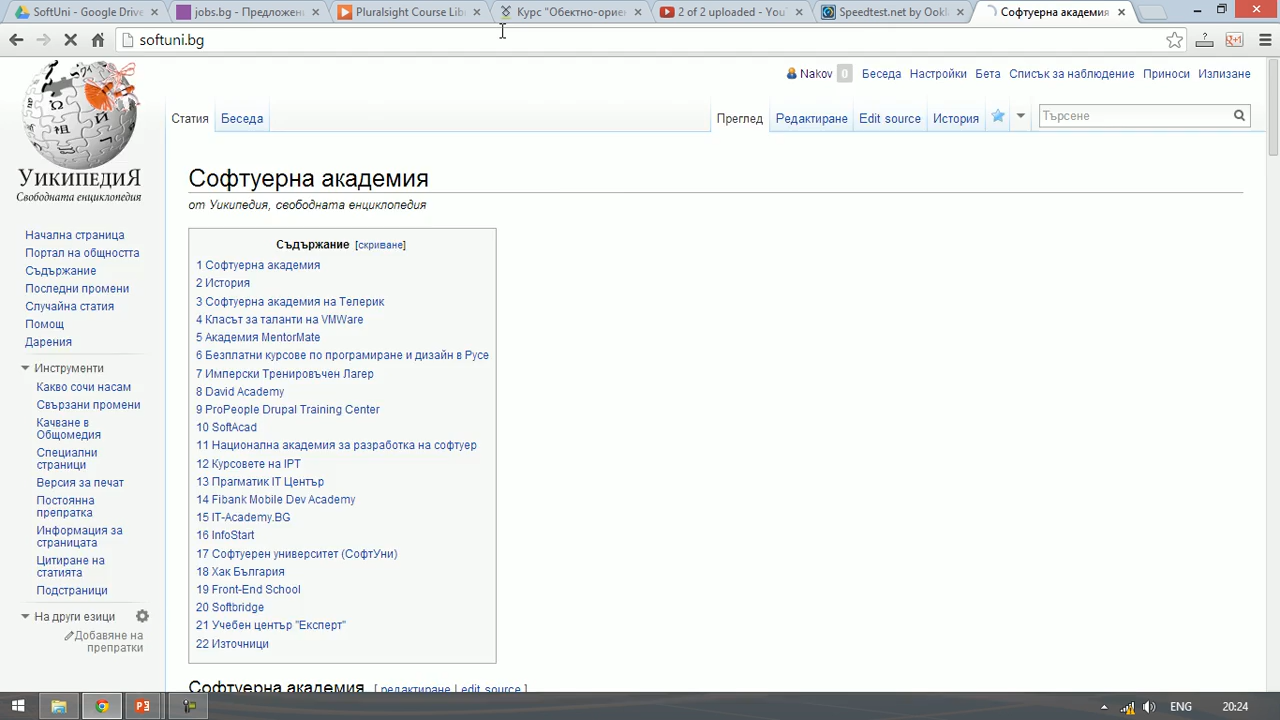 SoftUni - Google Drive
jobs.bg - Предложен
Pluralsight Course Lib
Курс "Обектно-ориен
2 of 2 uploaded - You
Speedtest.net by Ookl
Софтуерна академия
softuni.bg
Nakov 0 Беседа Настройки Бета Списък за наблюдение Приноси Излизане
Статия Беседа Преглед Редактиране Edit source История Търсене
УИКИПЕДИЯ
Свободната енциклопедия
Начална страница
Портал на общността
Съдържание
Последни промени
Случайна статия
Помощ
Дарения
Инструменти
Какво сочи насам
Свързани промени
Качване в
Общомедия
Специални
страници
Версия за печат
Постоянна
препратка
Информация за
страницата
Цитиране на
статията
Подстраници
На други езици
Добавяне на
препратки
Софтуерна академия
от Уикипедия, свободната енциклопедия
Съдържание [скриване]
1 Софтуерна академия
2 История
3 Софтуерна академия на Телерик
4 Класът за таланти на VMWare
5 Академия MentorMate
6 Безплатни курсове по програмиране и дизайн в Русе
7 Имперски Тренировъчен Лагер
8 David Academy
9 ProPeople Drupal Training Center
10 SoftAcad
11 Национална академия за разработка на софтуер
12 Курсовете на IPT
13 Прагматик IT Център
14 Fibank Mobile Dev Academy
15 IT-Academy.BG
16 InfoStart
17 Софтуерен университет (СофтУни)
18 Хак България
19 Front-End School
20 Softbridge
21 Учебен център "Експерт"
22 Източници
Софтуерна академия [ редактиране | edit source ]
ENG 20:24